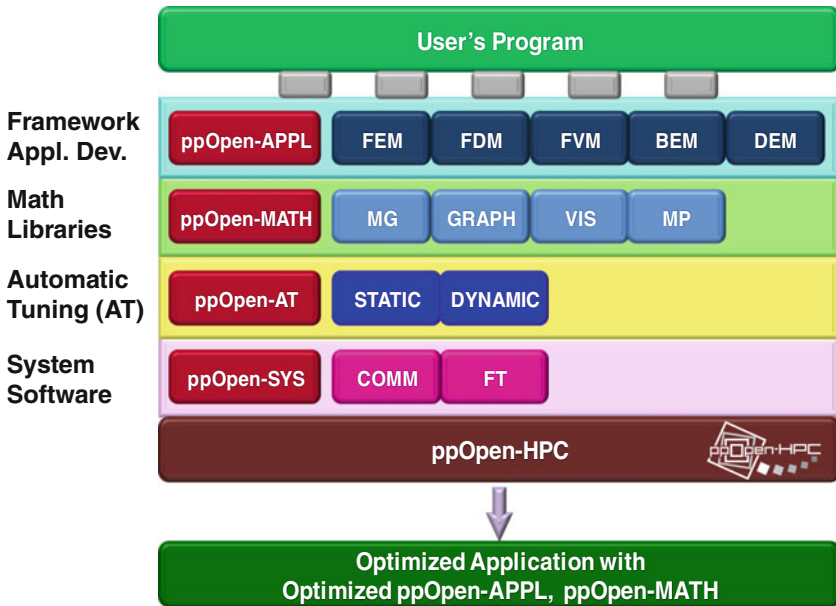 User's Program
Framework
Appl. Dev.
ppOpen-APPL
FEM
FDM
FVM
BEM
DEM
Math
Libraries
ppOpen-MATH
MG
GRAPH
VIS
MP
Automatic
Tuning (AT)
ppOpen-AT
STATIC
DYNAMIC
System
Software
ppOpen-SYS
COMM
FT
ppOpen-HPC
ppOpen-HPC
Optimized Application with
Optimized ppOpen-APPL, ppOpen-MATH